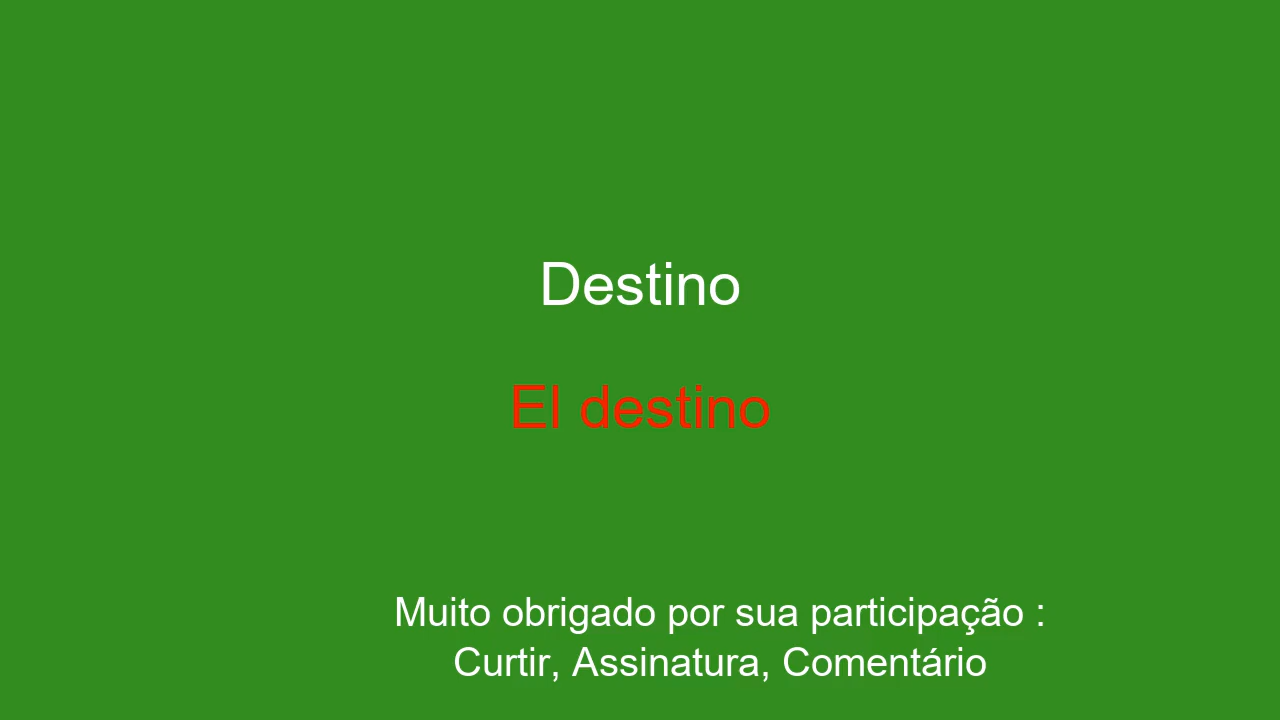 Destino
El destino
Muito obrigado por sua participação :
Curtir, Assinatura, Comentário